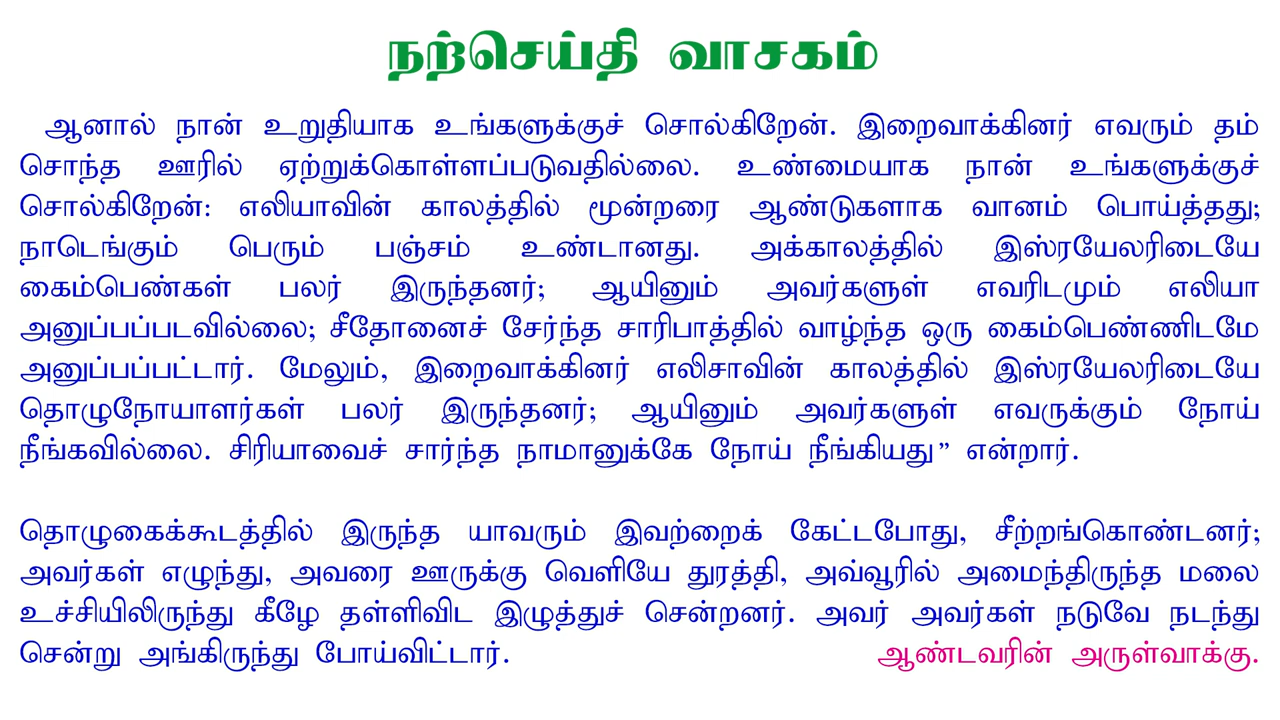 நற்செய்தி வாசகம்
ஆனால் நான் உறுதியாக உங்களுக்குச் சொல்கிறேன். இறைவாக்கினர் எவரும் தம்
சொந்த ஊரில் ஏற்றுக்கொள்ளப்படுவதில்லை. உண்மையாக நான் உங்களுக்குச்
சொல்கிறேன்: எலியாவின் காலத்தில் மூன்றரை ஆண்டுகளாக வானம் பொய்த்தது;
நாடெங்கும் பெரும் பஞ்சம் உண்டானது. அக்காலத்தில் இஸ்ரயேலரிடையே
கைம்பெண்கள் பலர் இருந்தனர்; ஆயினும் அவர்களுள் எவரிடமும் எலியா
அனுப்பப்படவில்லை; சீதோனைச் சேர்ந்த சாரிபாத்தில் வாழ்ந்த ஒரு கைம்பெண்ணிடமே
அனுப்பப்பட்டார். மேலும், இறைவாக்கினர் எலிசாவின் காலத்தில் இஸ்ரயேலரிடையே
தொழுநோயாளர்கள் பலர் இருந்தனர்; ஆயினும் அவர்களுள் எவருக்கும் நோய்
நீங்கவில்லை. சிரியாவைச் சார்ந்த நாமானுக்கே நோய் நீங்கியது” என்றார்.
தொழுகைக்கூடத்தில் இருந்த யாவரும் இவற்றைக் கேட்டபோது, சீற்றங்கொண்டனர்;
அவர்கள் எழுந்து, அவரை ஊருக்கு வெளியே துரத்தி, அவ்வூரில் அமைந்திருந்த மலை
உச்சியிலிருந்து கீழே தள்ளிவிட இழுத்துச் சென்றனர். அவர் அவர்கள் நடுவே நடந்து
சென்று அங்கிருந்து போய்விட்டார். ஆண்டவரின் அருள்வாக்கு.